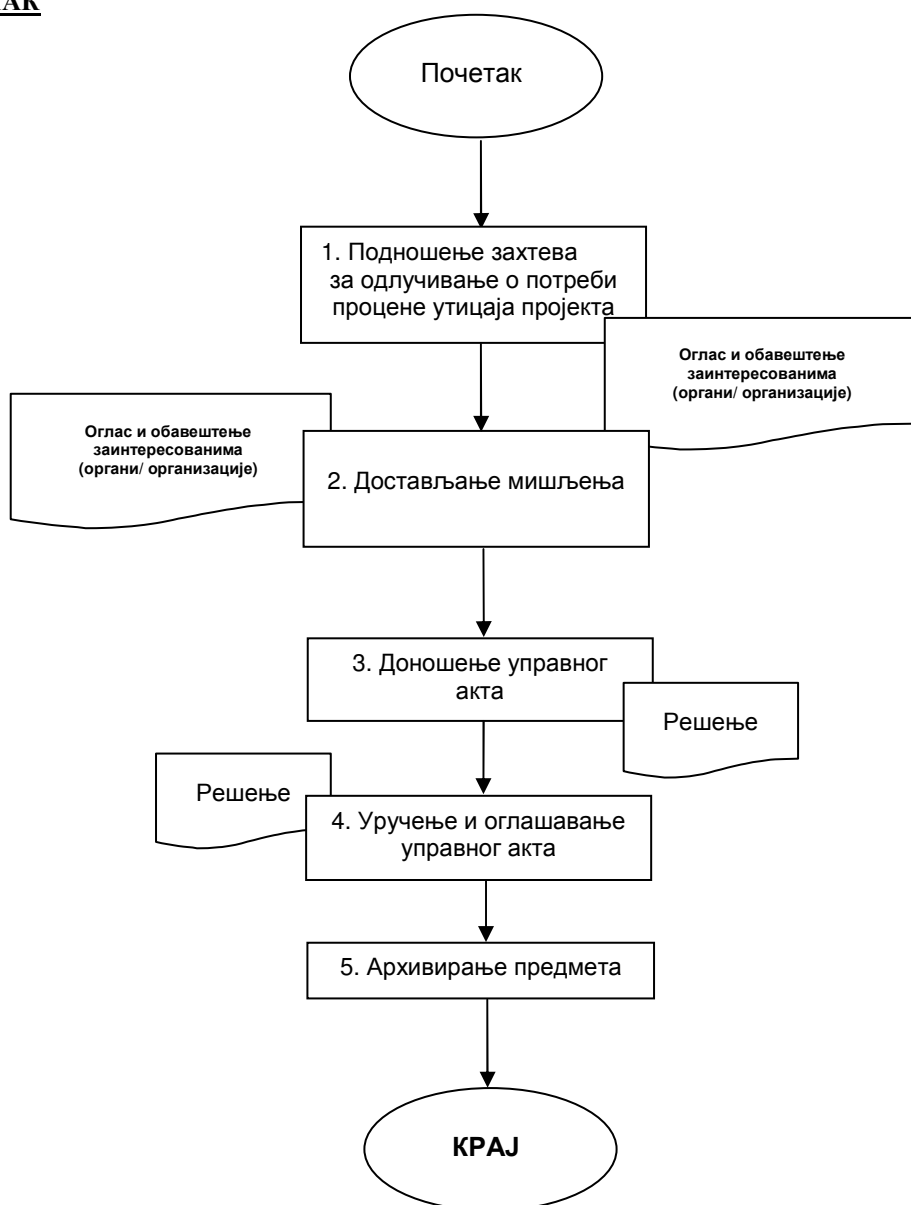 Почетак
1. Подношење захтева
за одлучивање о потреби
процене утицаја пројекта
Оглас и обавештење
заинтересованима
(органи/ организације)
Оглас и обавештење
заинтересованима
(органи/ организације)
2. Достављање мишљења
3. Доношење управног
акта
Решење
Решење
4. Уручење и оглашавање
управног акта
5. Архивирање предмета
КРАЈ